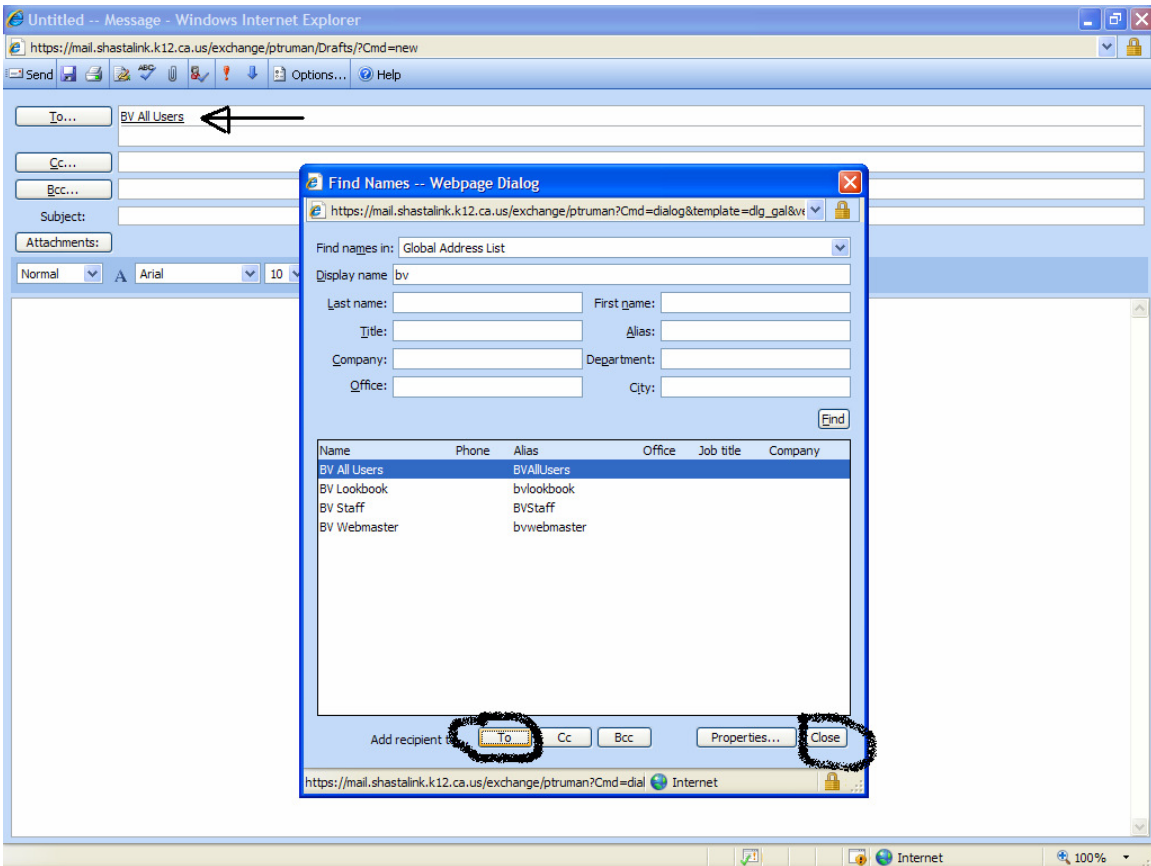 Untitled -- Message - Windows Internet Explorer
https://mail.shastalink.k12.ca.us/exchange/ptruman/Drafts/?Cmd=new
Send ABC Options... Help
To... BV All Users
Cc...
Bcc...
Subject:
Attachments:
Normal A Arial 10
Find Names -- Webpage Dialog
https://mail.shastalink.k12.ca.us/exchange/ptruman?Cmd=dialog&template=dlg_gal&v
Find names in: Global Address List
Display name bv
Last name: First name:
Title: Alias:
Company: Department:
Office: City:
Find
Name Phone Alias Office Job title Company
BV All Users BVAllUsers
BV Lookbook bvlookbook
BV Staff BVStaff
BV Webmaster bvwebmaster
Add recipient t To Cc Bcc Properties... Close
https://mail.shastalink.k12.ca.us/exchange/ptruman?Cmd=dial Internet
Internet 100%